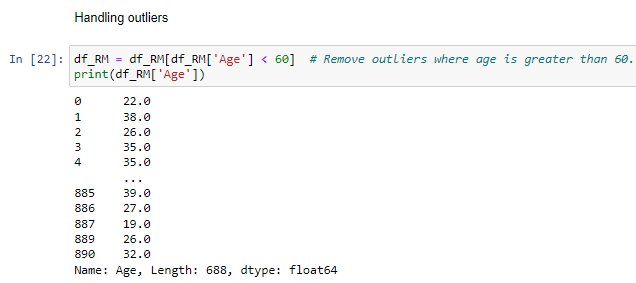 Handling outliers
In [22]: df_RM = df_RM[df_RM['Age'] < 60]  # Remove outliers where age is greater than 60.
print(df_RM['Age'])
0      22.0
1      38.0
2      26.0
3      35.0
4      35.0
...
885    39.0
886    27.0
887    19.0
889    26.0
890    32.0
Name: Age, Length: 688, dtype: float64